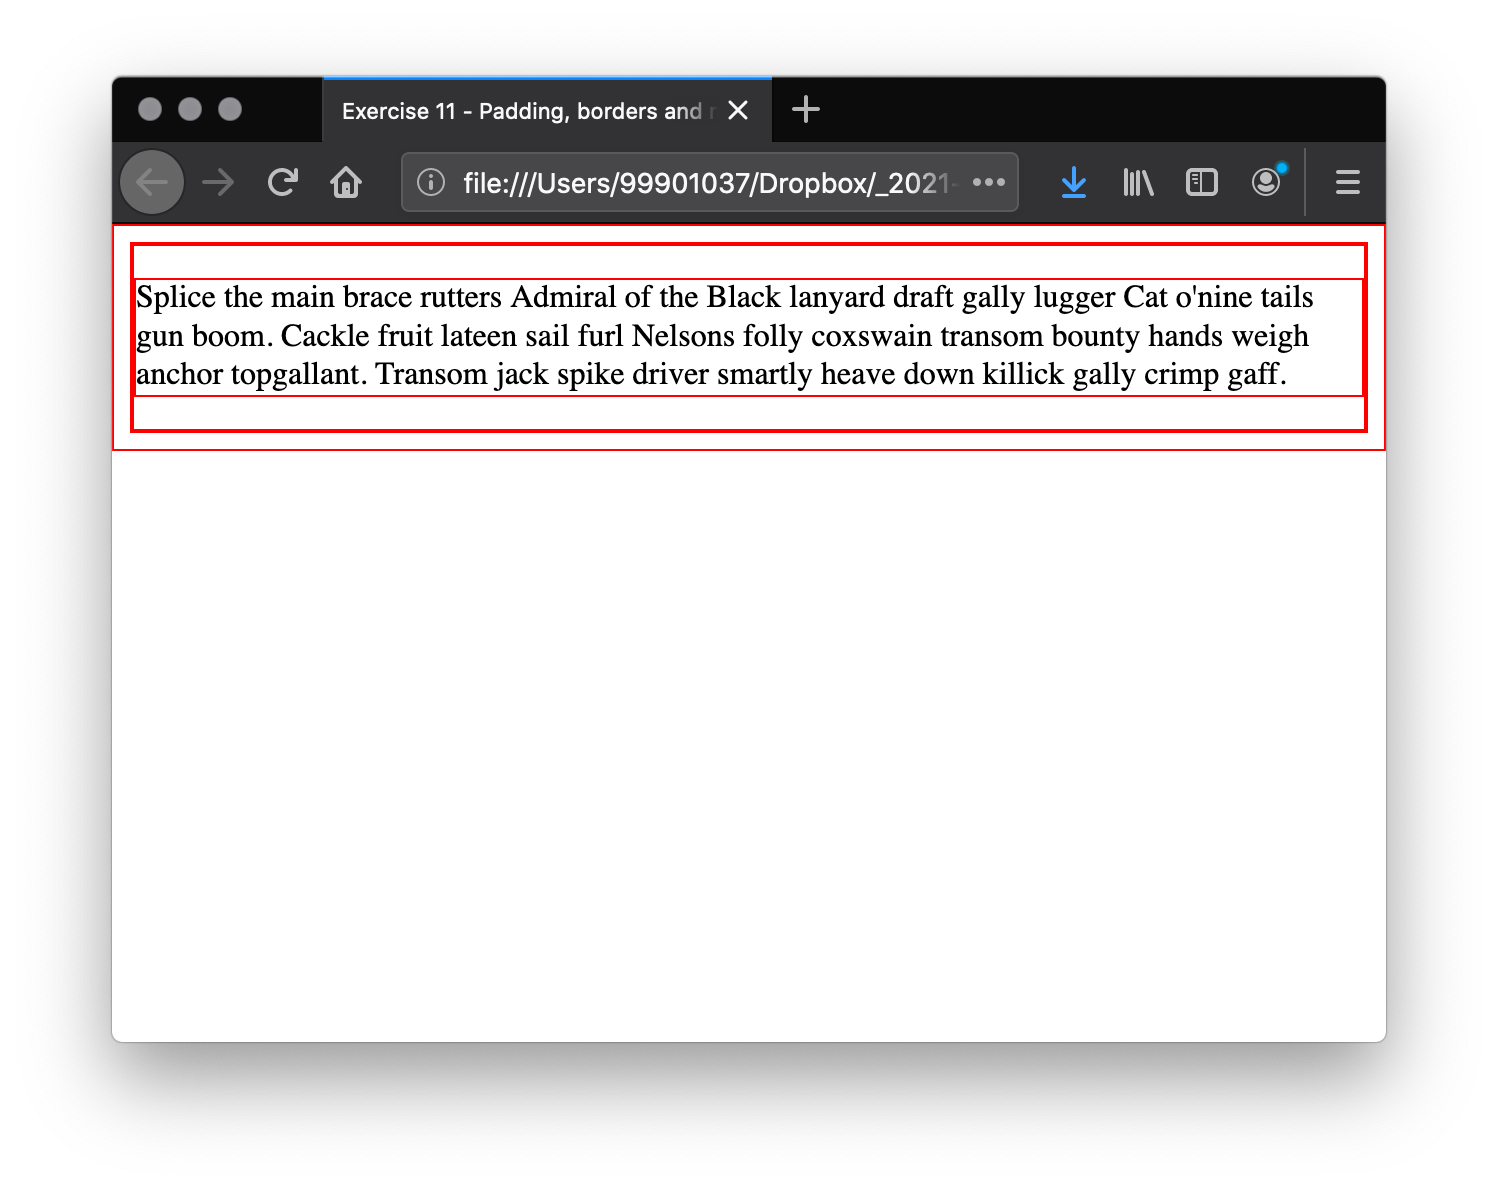 Exercise 11 - Padding, borders and
file:///Users/99901037/Dropbox/_2021-
Splice the main brace rutters Admiral of the Black lanyard draft gally lugger Cat o'nine tails
gun boom. Cackle fruit lateen sail furl Nelsons folly coxswain transom bounty hands weigh
anchor topgallant. Transom jack spike driver smartly heave down killick gally crimp gaff.